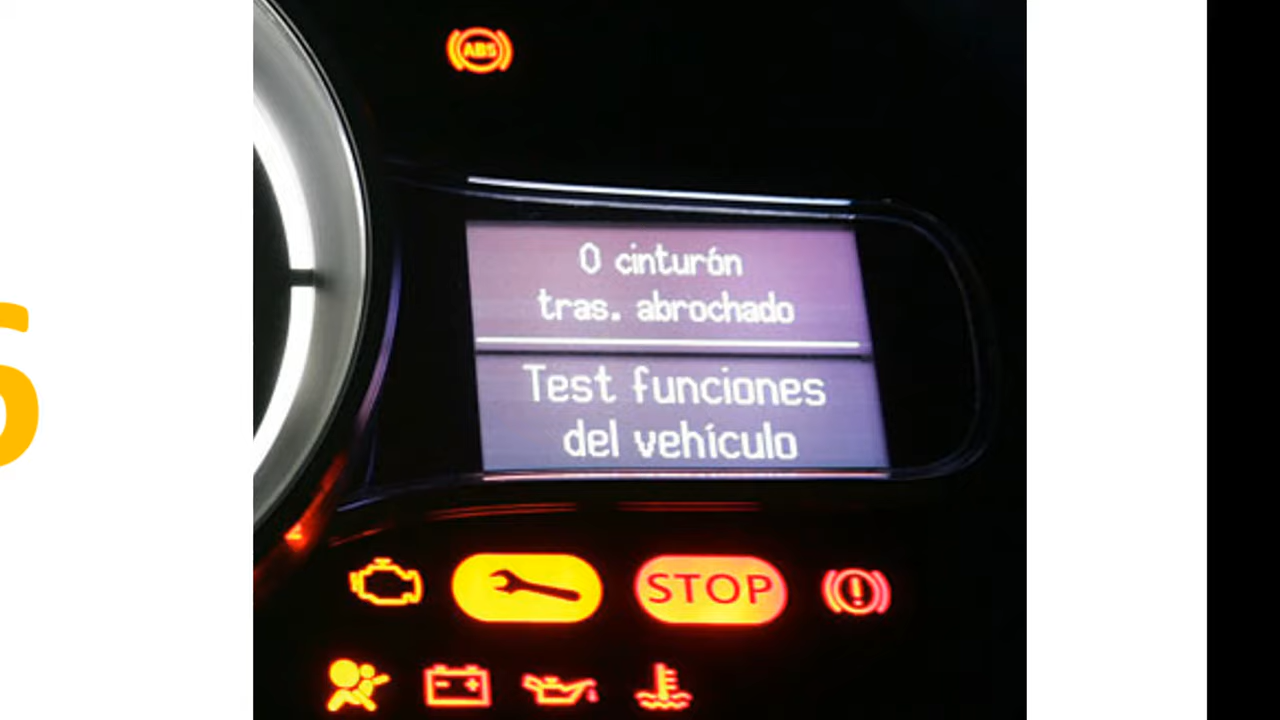 ABS
0 cinturón
tras. abrochado
Test funciones
del vehículo
STOP